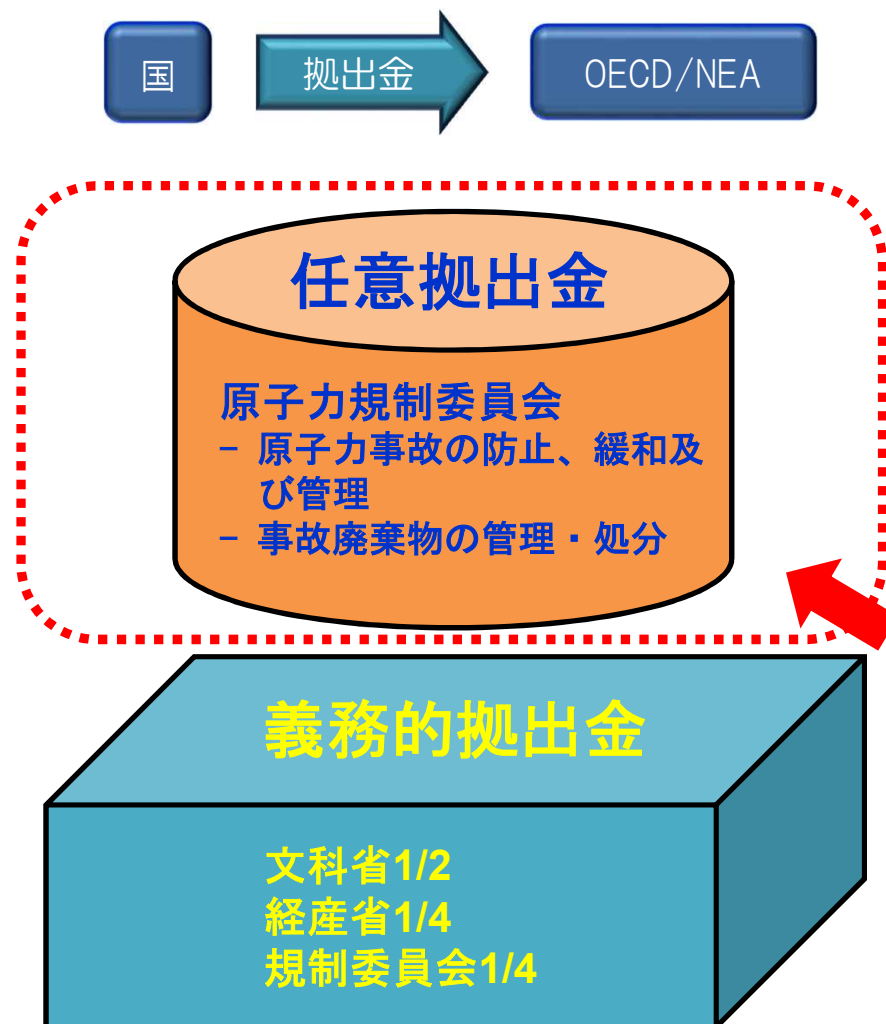 国
拠出金
OECD/NEA
任意拠出金
原子力規制委員会
− 原子力事故の防止、緩和及
び管理
− 事故廃棄物の管理・処分
義務的拠出金
文科省1/2
経産省1/4
規制委員会1/4